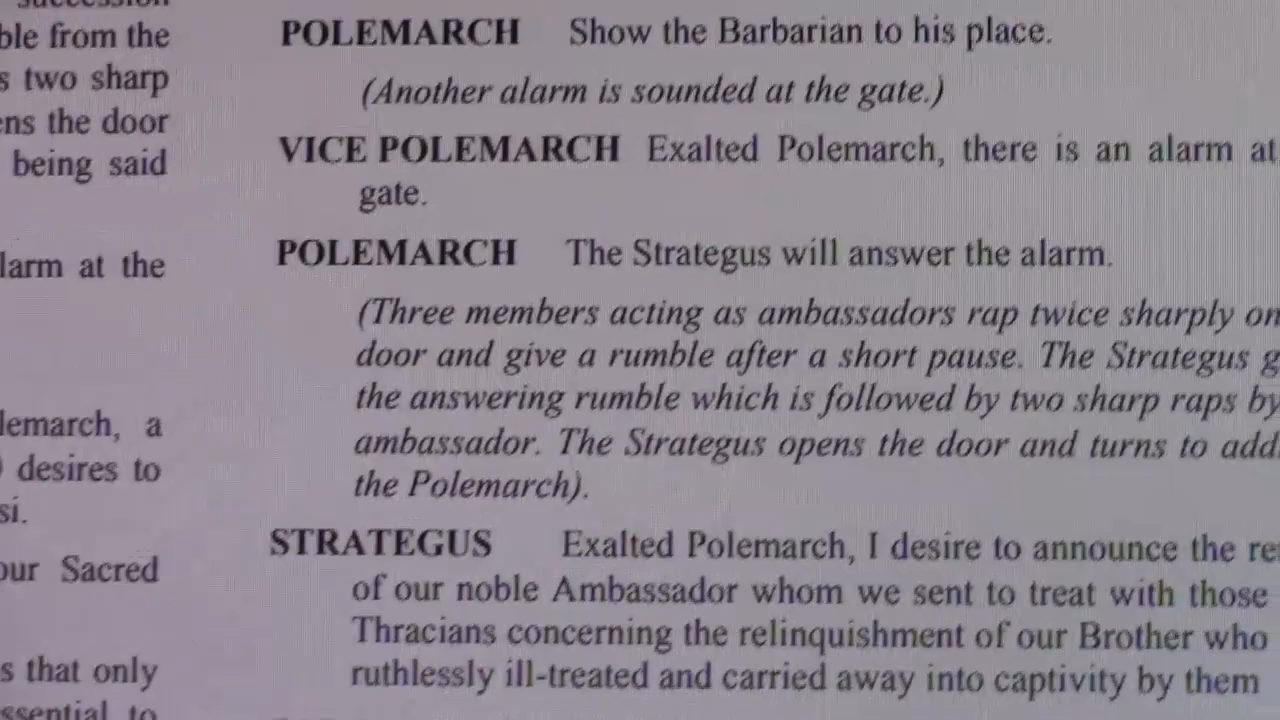 ble from the
s two sharp
ens the door
being said
larm at the
lemarch, a
desires to
si.
our Sacred
s that only
POLEMARCH Show the Barbarian to his place.
(Another alarm is sounded at the gate.)
VICE POLEMARCH Exalted Polemarch, there is an alarm at
gate.
POLEMARCH The Strategus will answer the alarm.
(Three members acting as ambassadors rap twice sharply on
door and give a rumble after a short pause. The Strategus g
the answering rumble which is followed by two sharp raps by
ambassador. The Strategus opens the door and turns to add
the Polemarch).
STRATEGUS Exalted Polemarch, I desire to announce the re
of our noble Ambassador whom we sent to treat with those
Thracians concerning the relinquishment of our Brother who
ruthlessly ill-treated and carried away into captivity by them